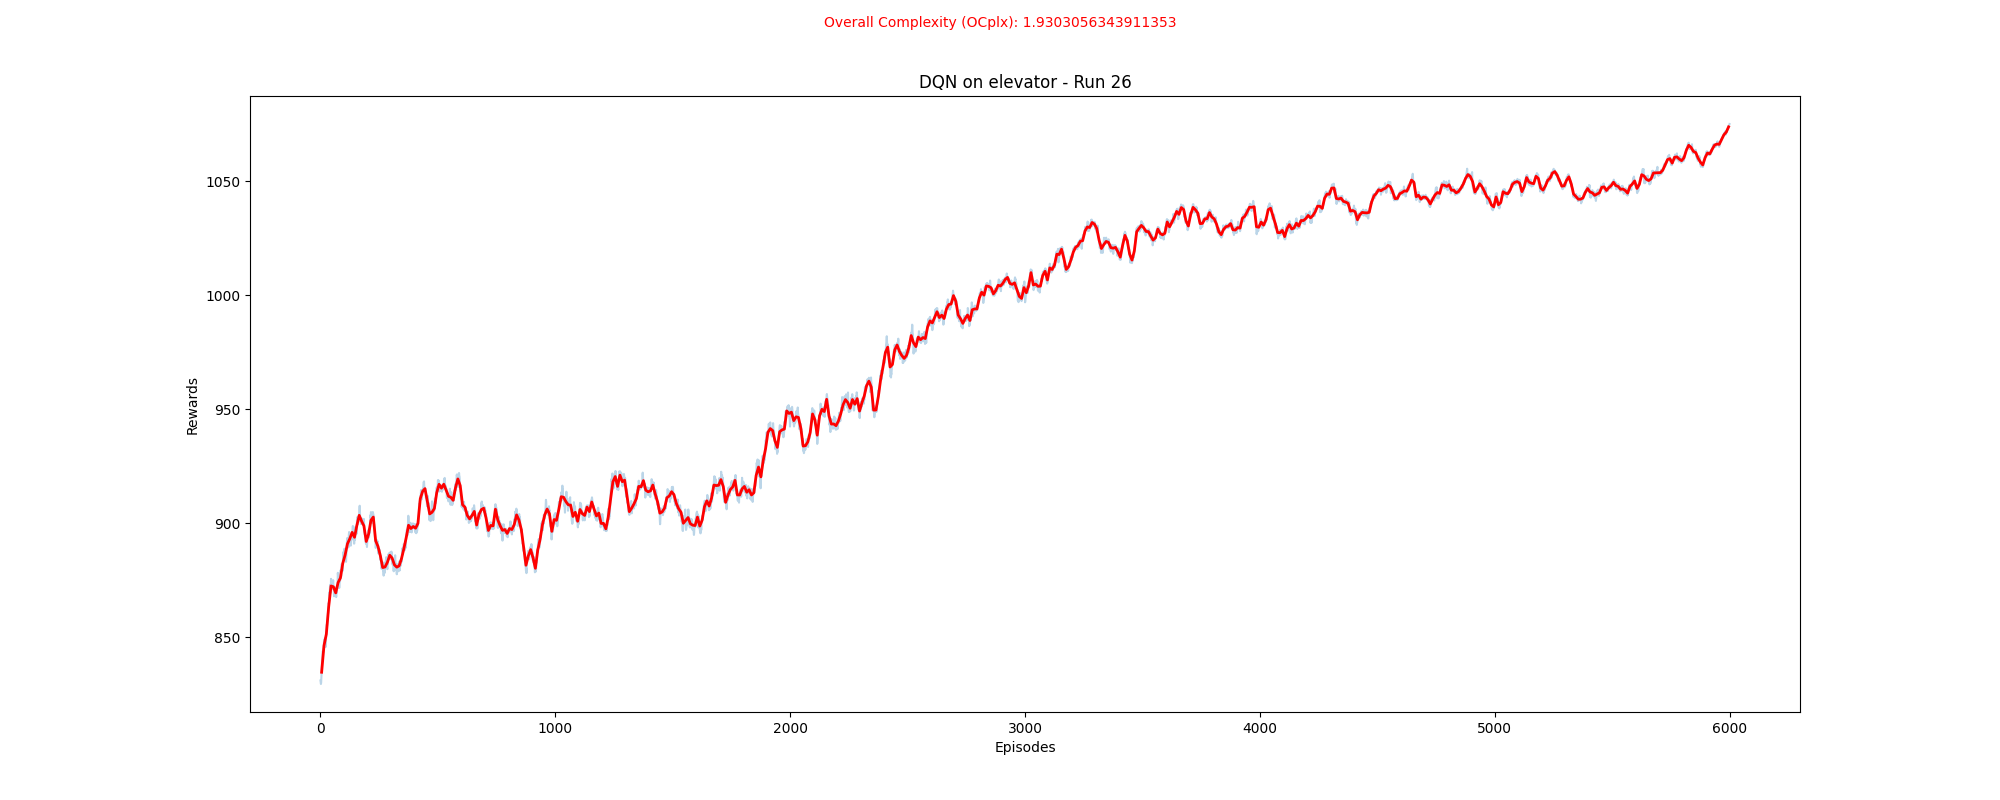 Overall Complexity (OCplx): 1.9303056343911353
DQN on elevator - Run 26
Rewards
1050
1000
950
900
850
0 1000 2000 3000 4000 5000 6000
Episodes